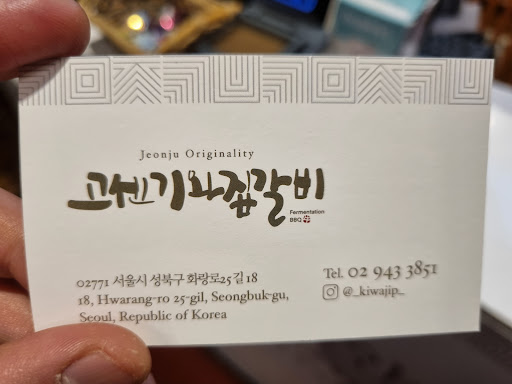 Jeonju Originality
고센기와집갈비
Fermentation
BBQ
02771 서울시 성북구 화랑로25길 18
18, Hwarang-ro 25-gil, Seongbuk-gu,
Seoul, Republic of Korea
Tel. 02 943 3851
@_kiwajip_